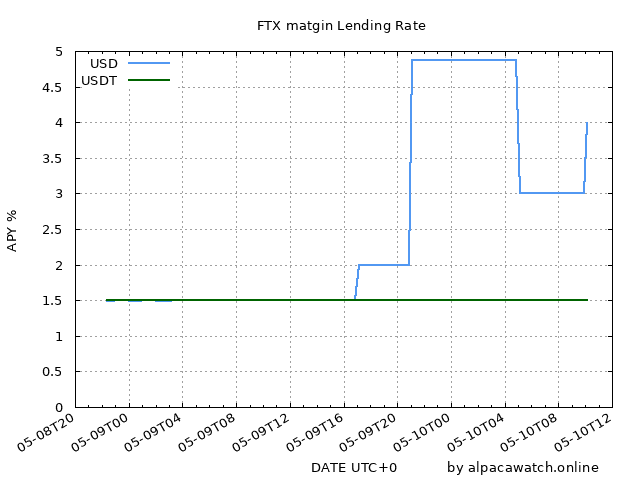 FTX matgin Lending Rate
USD
USDT
5
4.5
4
3.5
3
2.5
2
1.5
1
0.5
0
APY %
05-08T20
05-09T00
05-09T04
05-09T08
05-09T12
05-09T16
05-09T20
05-10T00
05-10T04
05-10T08
05-10T12
DATE UTC+0
by alpacawatch.online